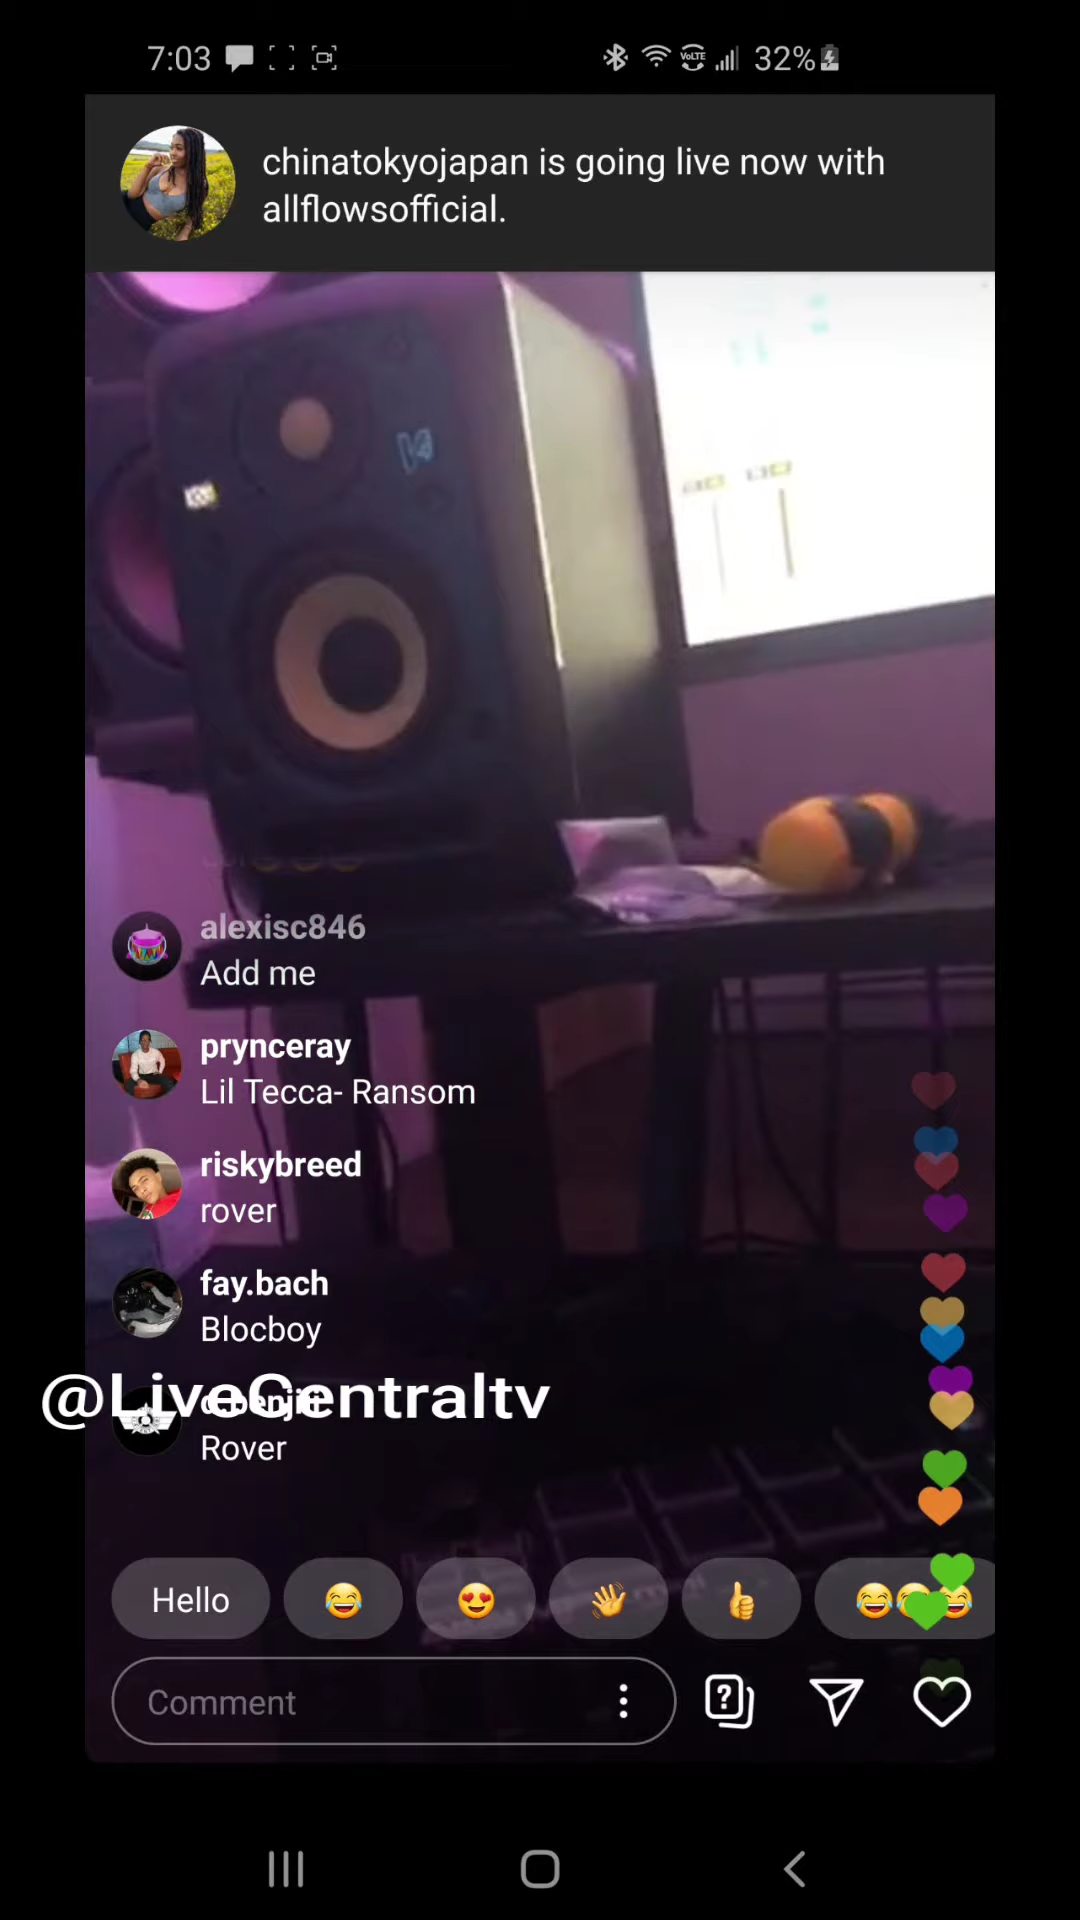 7:03
VoLTE
32%
chinatokyojapan is going live now with
allflowsofficial.
alexisc846
Add me
prynceray
Lil Tecca- Ransom
riskybreed
rover
fay.bach
Blocboy
@LiveCentraltv
Rover
Hello
Comment